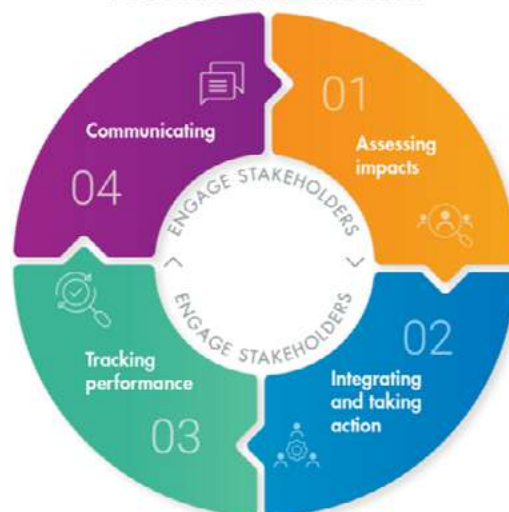 01
Assessing
impacts
02
Integrating
and taking
action
03
Tracking
performance
04
Communicating
ENGAGE STAKEHOLDERS
ENGAGE STAKEHOLDERS